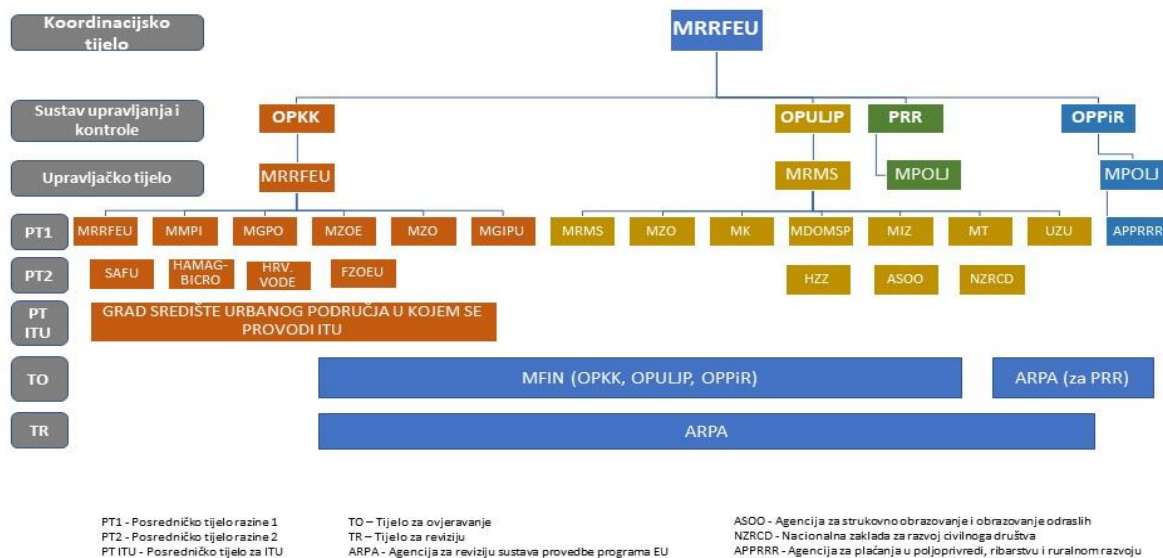 Koordinacijsko
tijelo
MRRFEU
Sustav upravljanja i
kontrole
OPKK
OPULJP
PRR
OPPiR
Upravljačko tijelo
MRRFEU
MRMS
MPOLJ
MPOLJ
PT1
MRRFEU
MMPI
MGPO
MZOE
MZO
MGIPU
MRMS
MZO
MK
MDOMSP
MIZ
MT
UZU
APPRRR
PT2
SAFU
HAMAG-
BICRO
HRV.
VODE
FZOEU
HZZ
ASOO
NZRCD
PT
ITU
GRAD SREDIŠTE URBANOG PODRUČJA U KOJEM SE
PROVODI ITU
TO
MFIN (OPKK, OPULJP, OPPiR)
ARPA (za PRR)
TR
ARPA
PT1 - Posredničko tijelo razine 1
PT2 - Posredničko tijelo razine 2
PT ITU - Posredničko tijelo za ITU
TO – Tijelo za ovjeravanje
TR – Tijelo za reviziju
ARPA - Agencija za reviziju sustava provedbe programa EU
ASOO - Agencija za strukovno obrazovanje i obrazovanje odraslih
NZRCD - Nacionalna zaklada za razvoj civilnoga društva
APPRRR - Agencija za plaćanja u poljoprivredi, ribarstvu i ruralnom razvoju